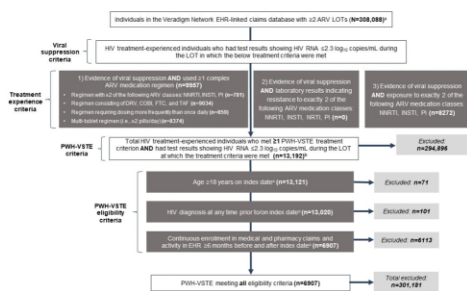 Individuals in the Veradigm Network EHR-linked claims database with ≥2 ARV LOTs (N=308,088)ᵃ
Viral
suppression
criteria
HIV treatment-experienced individuals who had test results showing HIV RNA ≤2.3 log₁₀ copies/mL during
the LOT in which the below treatment criteria were met
Treatment
experience
criteria
1) Evidence of viral suppression AND used ≥1 complex
ARV medication regimen (n=9987)
Regimen with ≥2 of the following ARV classes: NNRTI, INSTI, PI
Regimen consisting of DRV, COBI, FTC, and TAF (n=5034)
Regimen requiring dosing more frequently than once daily
Multi-tablet regimen (i.e., ≥2 pills/day)
2) Evidence of viral
suppression AND
laboratory results
indicating
resistance to exactly 2
of the following ARV
medication classes:
NNRTI, INSTI, PI (n=0)
3) Evidence of viral suppression
AND exposure to exactly 2 of
the following ARV medication
classes NNRTI, INSTI, PI
(n=8272)
PWH-VSTE
criteria
Total HIV treatment-experienced individuals who met ≥1 PWH-VSTE treatment
criterion AND had test results showing HIV RNA ≤2.3 log₁₀ copies/mL during the LOT
at which the treatment criteria were met (n=13,192)ᵇ
Excluded:
n=294,896
PWH-VSTE
eligibility
criteria
Age ≥18 years on index date (n=13,121)
Excluded: n=71
HIV diagnosis at any time prior to/on index date (n=13,020)
Excluded: n=101
Continuous enrollment in medical and pharmacy claims and
activity in EHR ≥6 months before and after index date (n=6907)
Excluded: n=6113
PWH-VSTE meeting all eligibility criteria (n=6907)
Total excluded:
n=301,181